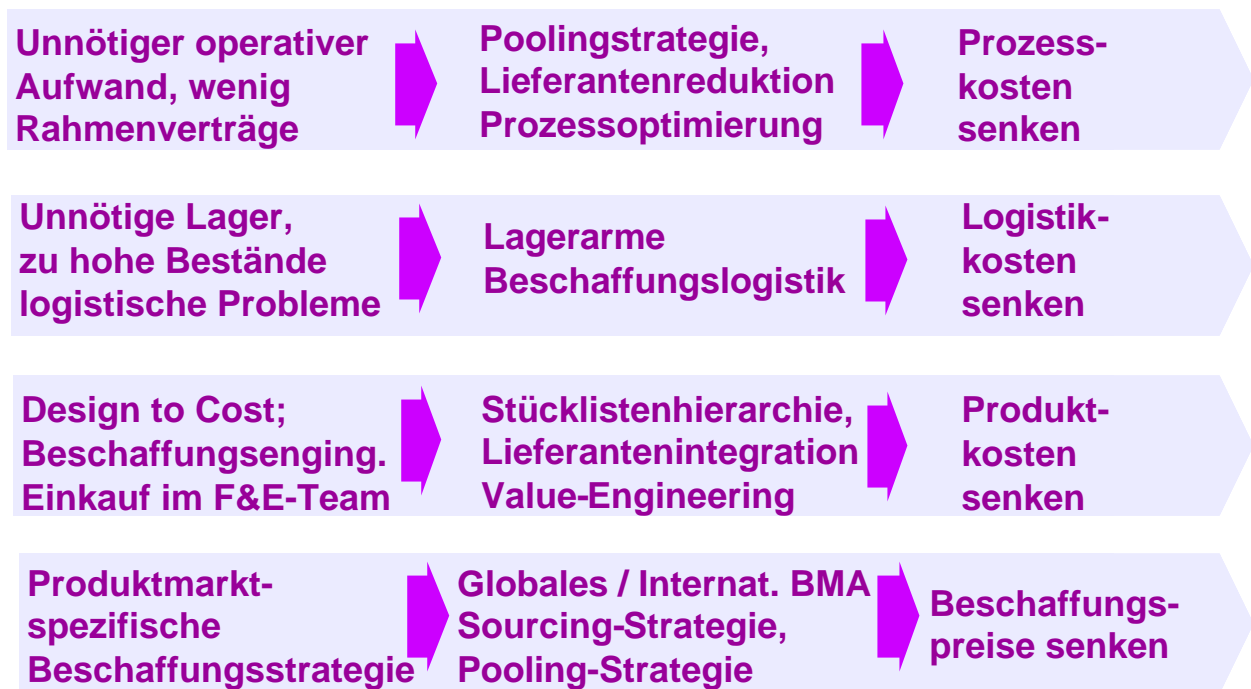 Unnötiger operativer
Aufwand, wenig
Rahmenverträge
Poolingstrategie,
Lieferantenreduktion
Prozessoptimierung
Prozess-
kosten
senken
Unnötige Lager,
zu hohe Bestände
logistische Probleme
Lagerarme
Beschaffungslogistik
Logistik-
kosten
senken
Design to Cost;
Beschaffungsenging.
Einkauf im F&E-Team
Stücklistenhierarchie,
Lieferantenintegration
Value-Engineering
Produkt-
kosten
senken
Produktmarkt-
spezifische
Beschaffungsstrategie
Globales / Internat. BMA
Sourcing-Strategie,
Pooling-Strategie
Beschaffungs-
preise senken